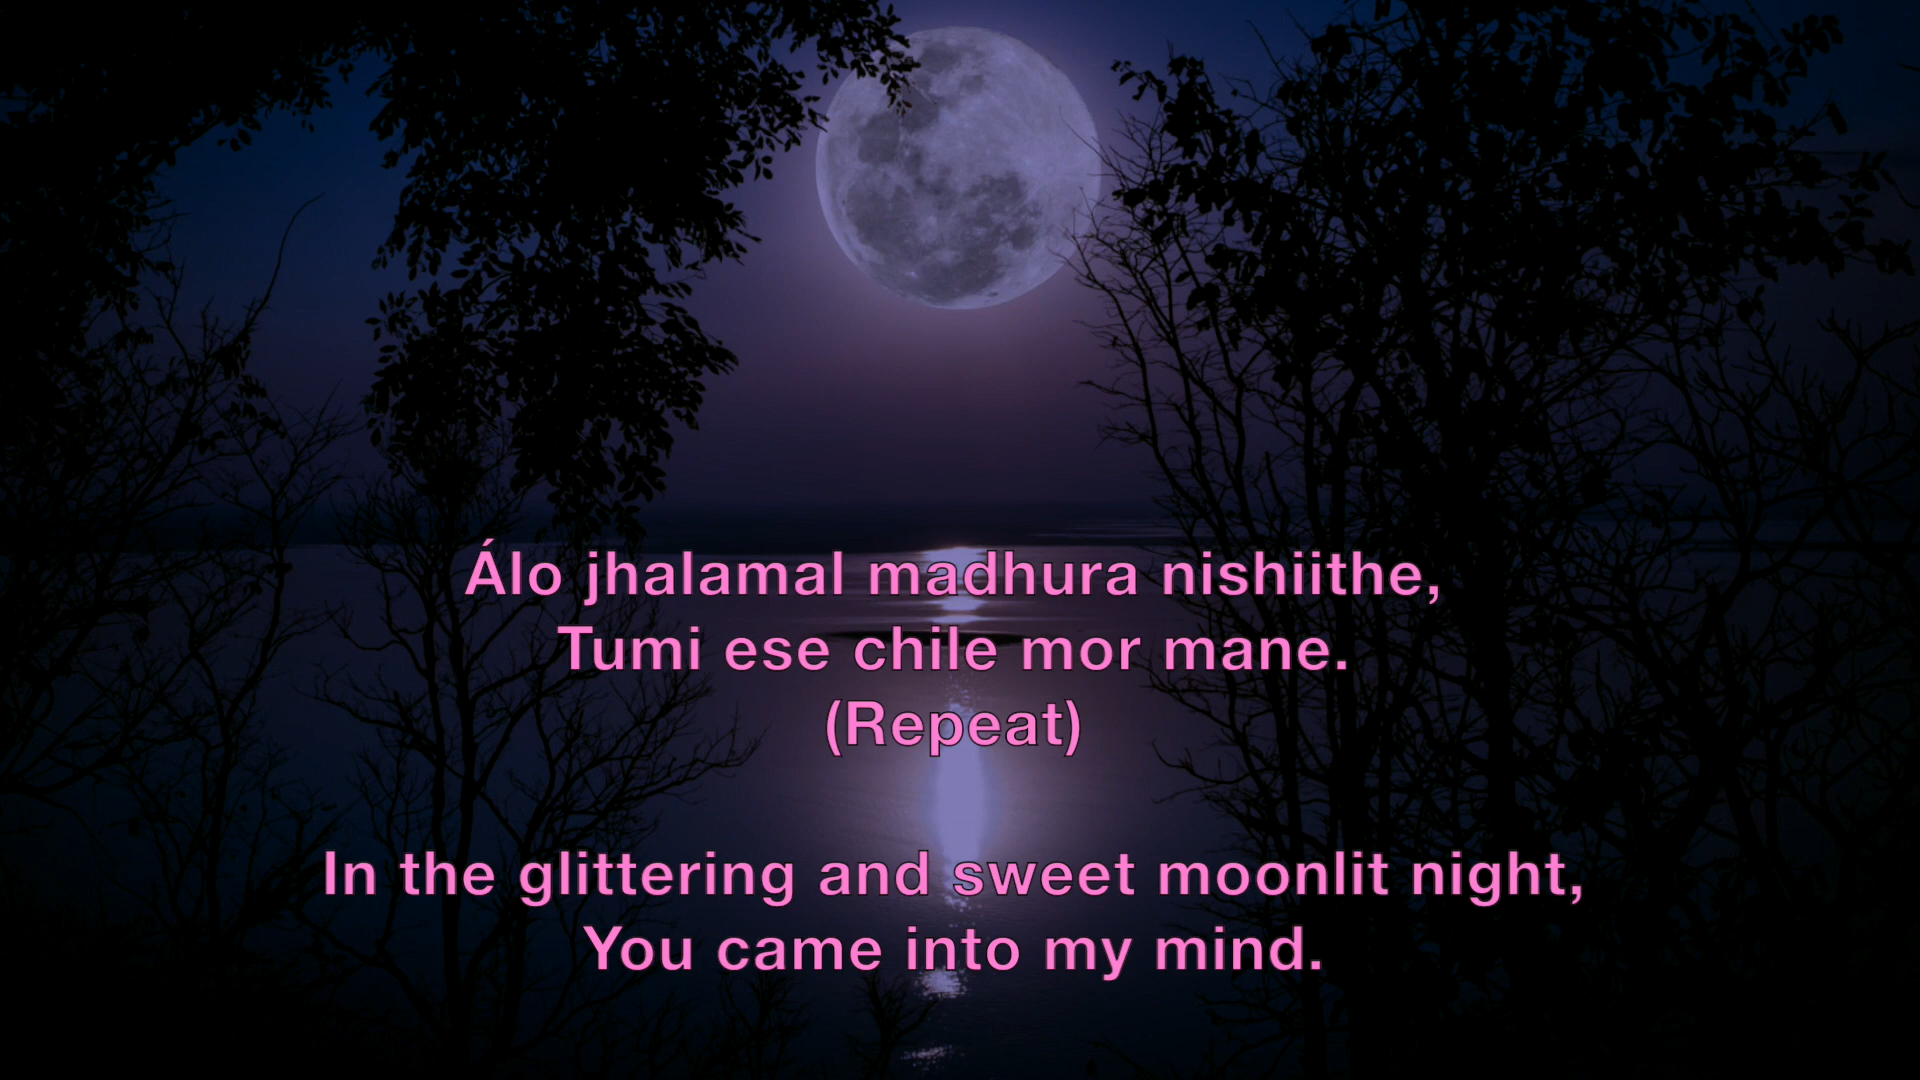 Álo jhalamal madhura nishiithe,
Tumi ese chile mor mane.
(Repeat)
In the glittering and sweet moonlit night,
You came into my mind.